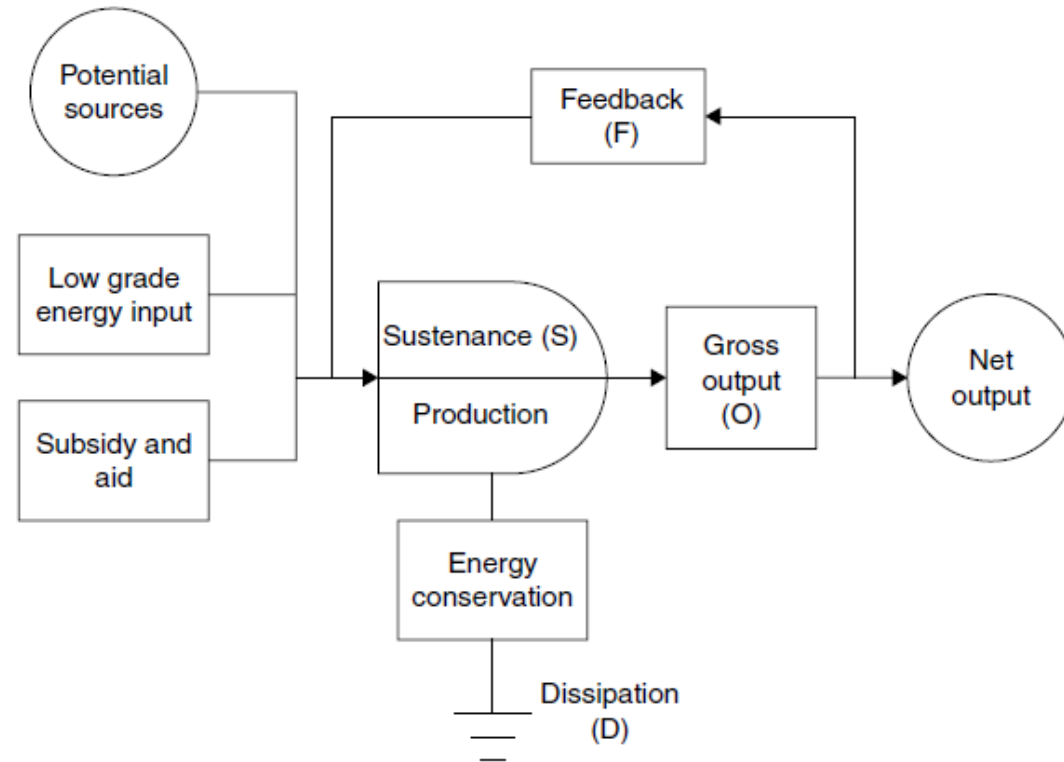 Potential
sources
Feedback
(F)
Low grade
energy input
Sustenance (S)
Production
Gross
output
(O)
Net
output
Subsidy and
aid
Energy
conservation
Dissipation
(D)